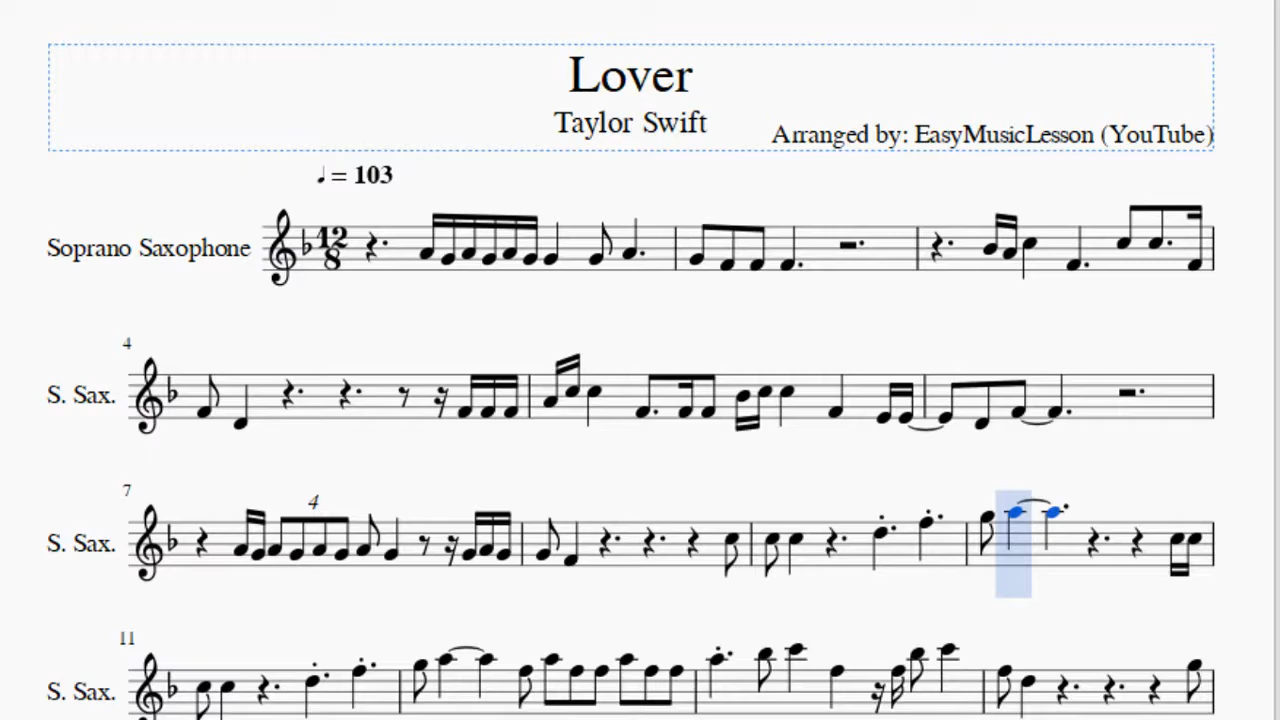 Lover
Taylor Swift
Arranged by: EasyMusicLesson (YouTube)
♩ = 103
Soprano Saxophone
12
8
4
S. Sax.
7
4
S. Sax.
11
S. Sax.